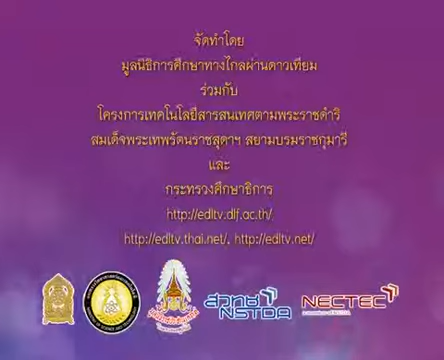 จัดทำโดย
มูลนิธิการศึกษาทางไกลผ่านดาวเทียม
ร่วมกับ
โครงการเทคโนโลยีสารสนเทศตามพระราชดำริ
สมเด็จพระเทพรัตนราชสุดาฯ สยามบรมราชกุมารี
และ
กระทรวงศึกษาธิการ
http://edltv.dlf.ac.th/
http://edltv.thai.net/, http://edltv.net/
สวทช
NSTDA
NECTEC